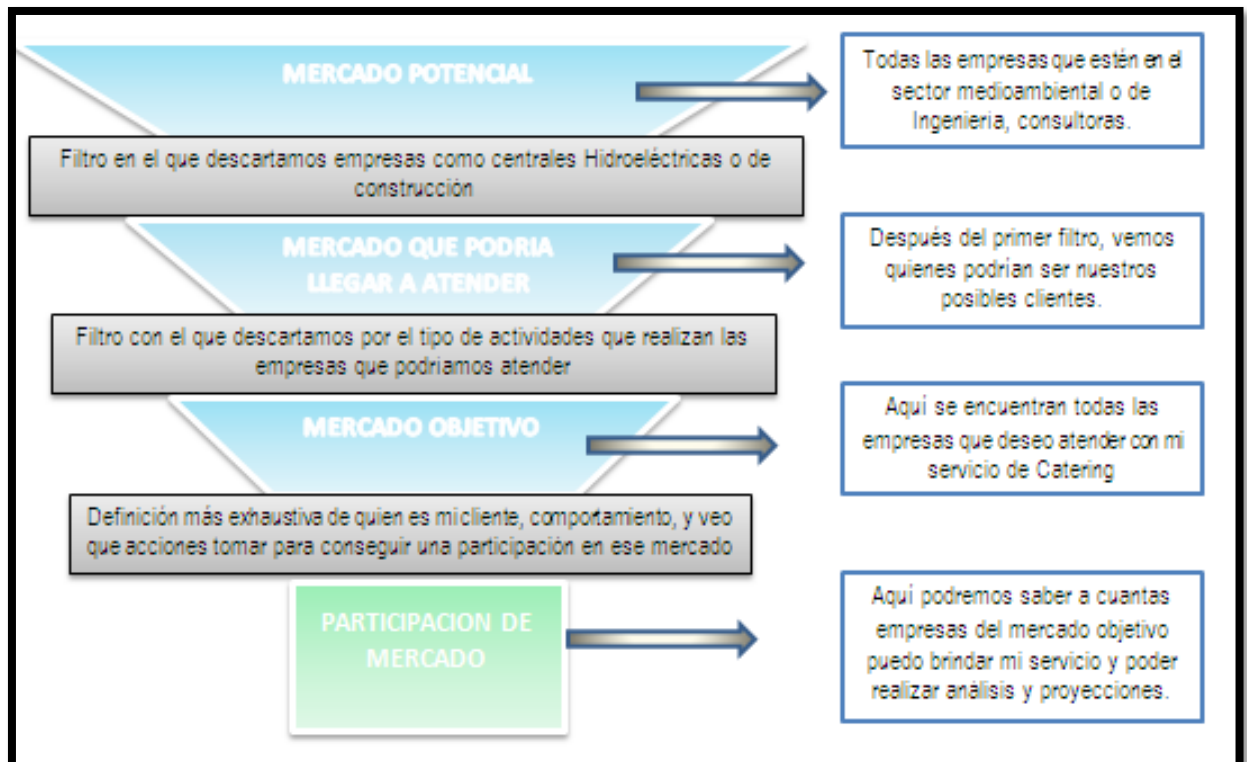 MERCADO POTENCIAL
Todas las empresas que estén en el
sector medioambiental o de
Ingenieria, consultoras.
Filtro en el que descartamos empresas como centrales Hidroeléctricas o de
construcción
MERCADO QUE PODRIA
LLEGAR A ATENDER
Después del primer filtro, vemos
quienes podrían ser nuestros
posibles clientes.
Filtro con el que descartamos por el tipo de actividades que realizan las
empresas que podriamos atender
MERCADO OBJETIVO
Aquí se encuentran todas las
empresas que deseo atender con mi
servicio de Catering
Definición más exhaustiva de quien es mi cliente, comportamiento, y veo
que acciones tomar para conseguir una participación en ese mercado
PARTICIPACION DE
MERCADO
Aquí podremos saber a cuantas
empresas del mercado objetivo
puedo brindar mi servicio y poder
realizar análisis y proyecciones.